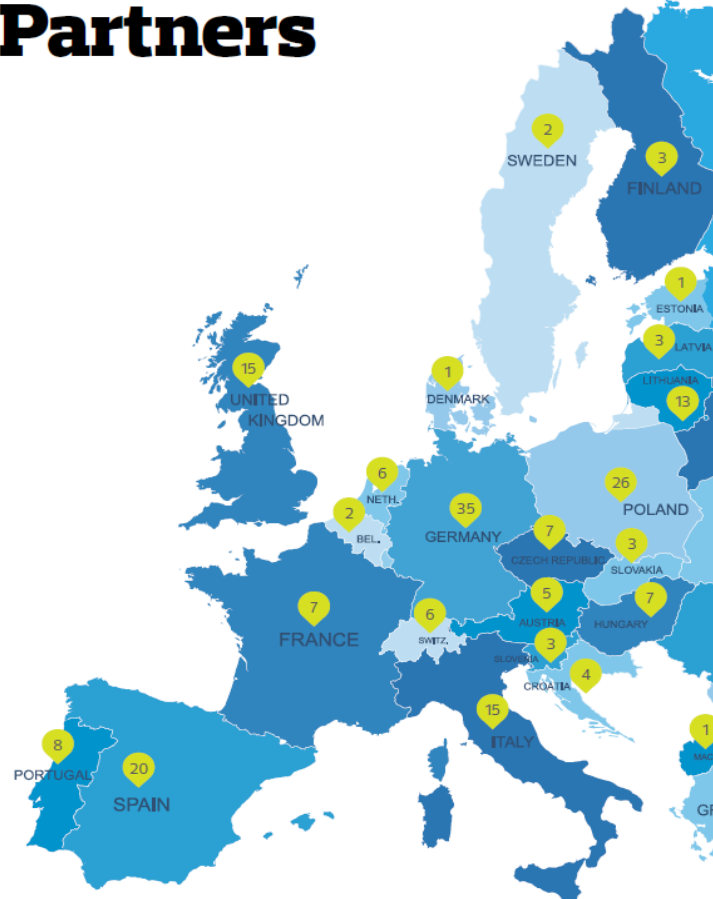 Partners
2
SWEDEN
3
FINLAND
1
ESTONIA
3
LATVIA
LITHUANIA
13
15
UNITED
KINGDOM
1
DENMARK
6
NETH.
2
BEL.
35
GERMANY
26
POLAND
7
CZECH REPUBLIC
3
SLOVAKIA
5
AUSTRIA
7
HUNGARY
7
FRANCE
6
SWITZ.
3
SLOVENIA
4
CROATIA
15
ITALY
1
MAC
GR
8
PORTUGAL
20
SPAIN